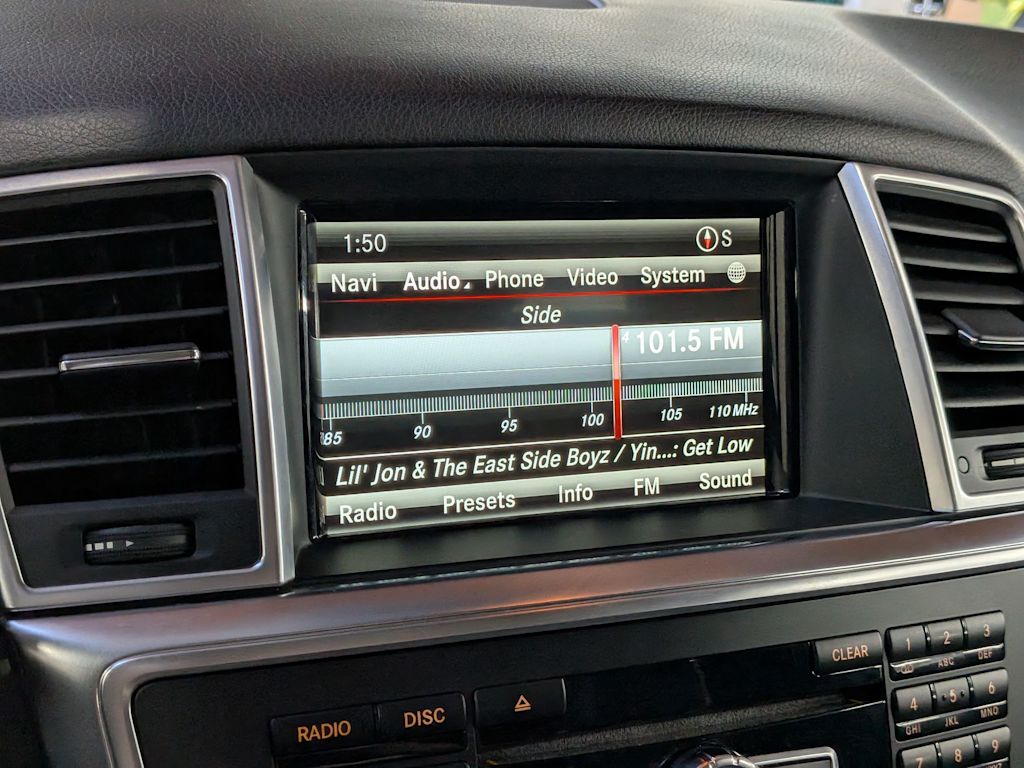 1:50 S
Navi Audio Phone Video System
Side
4 101.5 FM
85 90 95 100 105 110 MHz
Lil' Jon & The East Side Boyz / Yin...: Get Low
Radio Presets Info FM Sound
RADIO DISC CLEAR
1 2 3
ABC DEF
4 5 6
GHI JKL MNO
7 8 9